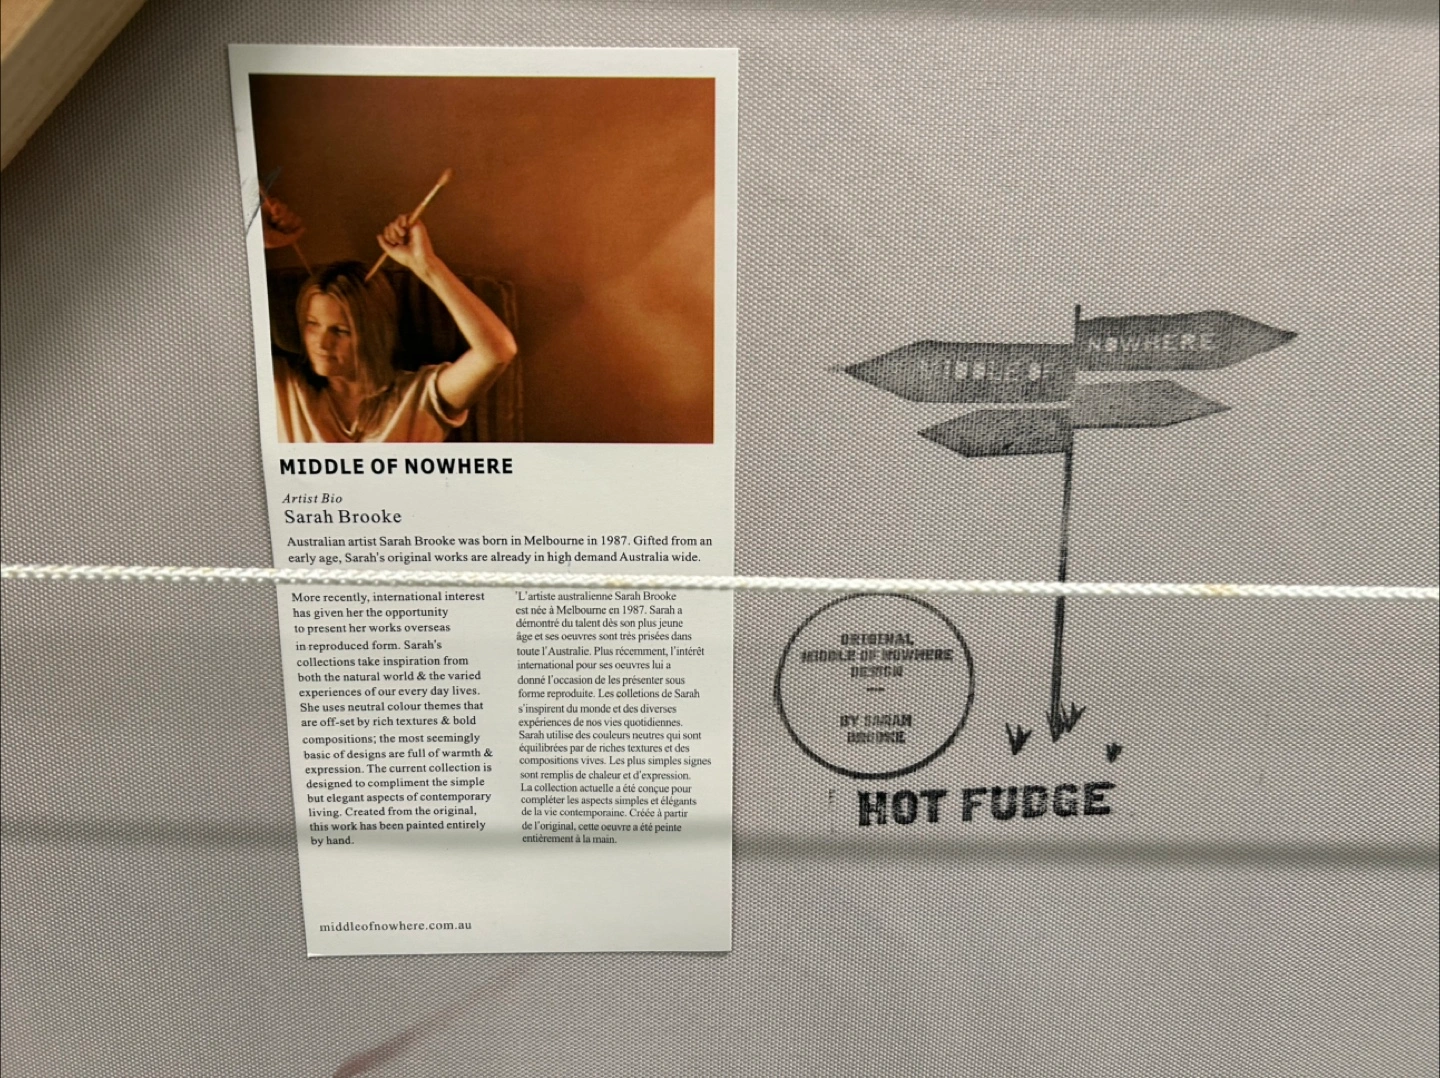 MIDDLE OF NOWHERE
Artist Bio
Sarah Brooke
Australian artist Sarah Brooke was born in Melbourne in 1987. Gifted from an
early age, Sarah's original works are already in high demand Australia wide.
More recently, international interest
has given her the opportunity
to present her works overseas
in reproduced form. Sarah's
collections take inspiration from
both the natural world & the varied
experiences of our every day lives.
She uses neutral colour themes that
are off-set by rich textures & bold
compositions; the most seemingly
basic of designs are full of warmth &
expression. The current collection is
designed to compliment the simple
but elegant aspects of contemporary
living. Created from the original,
this work has been painted entirely
by hand.
'L'artiste australienne Sarah Brooke
est née à Melbourne en 1987. Sarah a
démontré du talent dès son plus jeune
âge et ses oeuvres sont très prisées dans
toute l'Australie. Plus récemment, l'intérêt
international pour ses oeuvres lui a
donné l'occasion de les présenter sous
forme reproduite. Les colletions de Sarah
s'inspirent du monde et des diverses
expériences de nos vies quotidiennes.
Sarah utilise des couleurs neutres qui sont
équilibrées par de riches textures et des
compositions vives. Les plus simples signes
sont remplis de chaleur et d'expression.
La collection actuelle a été conçue pour
compléter les aspects simples et élégants
de la vie contemporaine. Créée à partir
de l'original, cette oeuvre a été peinte
entièrement à la main.
middleofnowhere.com.au
MIDDLE OF
NOWHERE
ORIGINAL
MIDDLE OF NOWHERE
DESIGN
BY SARAH
BROOKE
HOT FUDGE